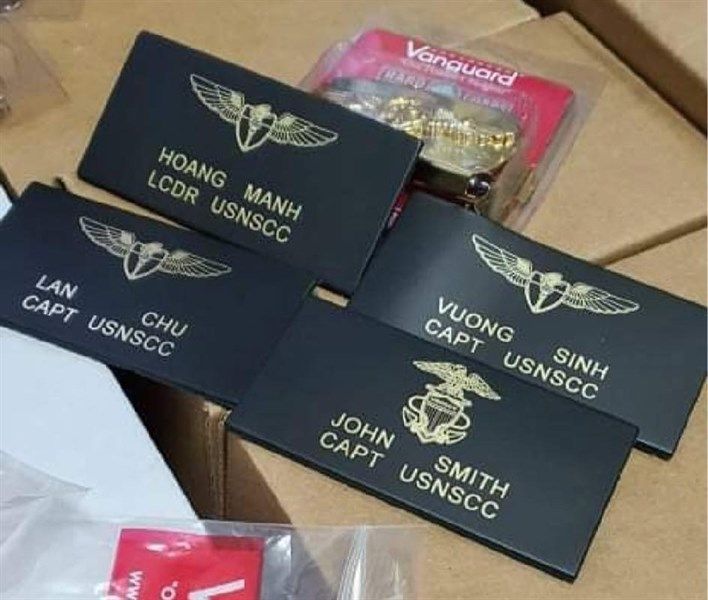 Vanguard
HOANG MANH
LCDR USNSCC
LAN CHU
CAPT USNSCC
VUONG SINH
CAPT USNSCC
JOHN SMITH
CAPT USNSCC